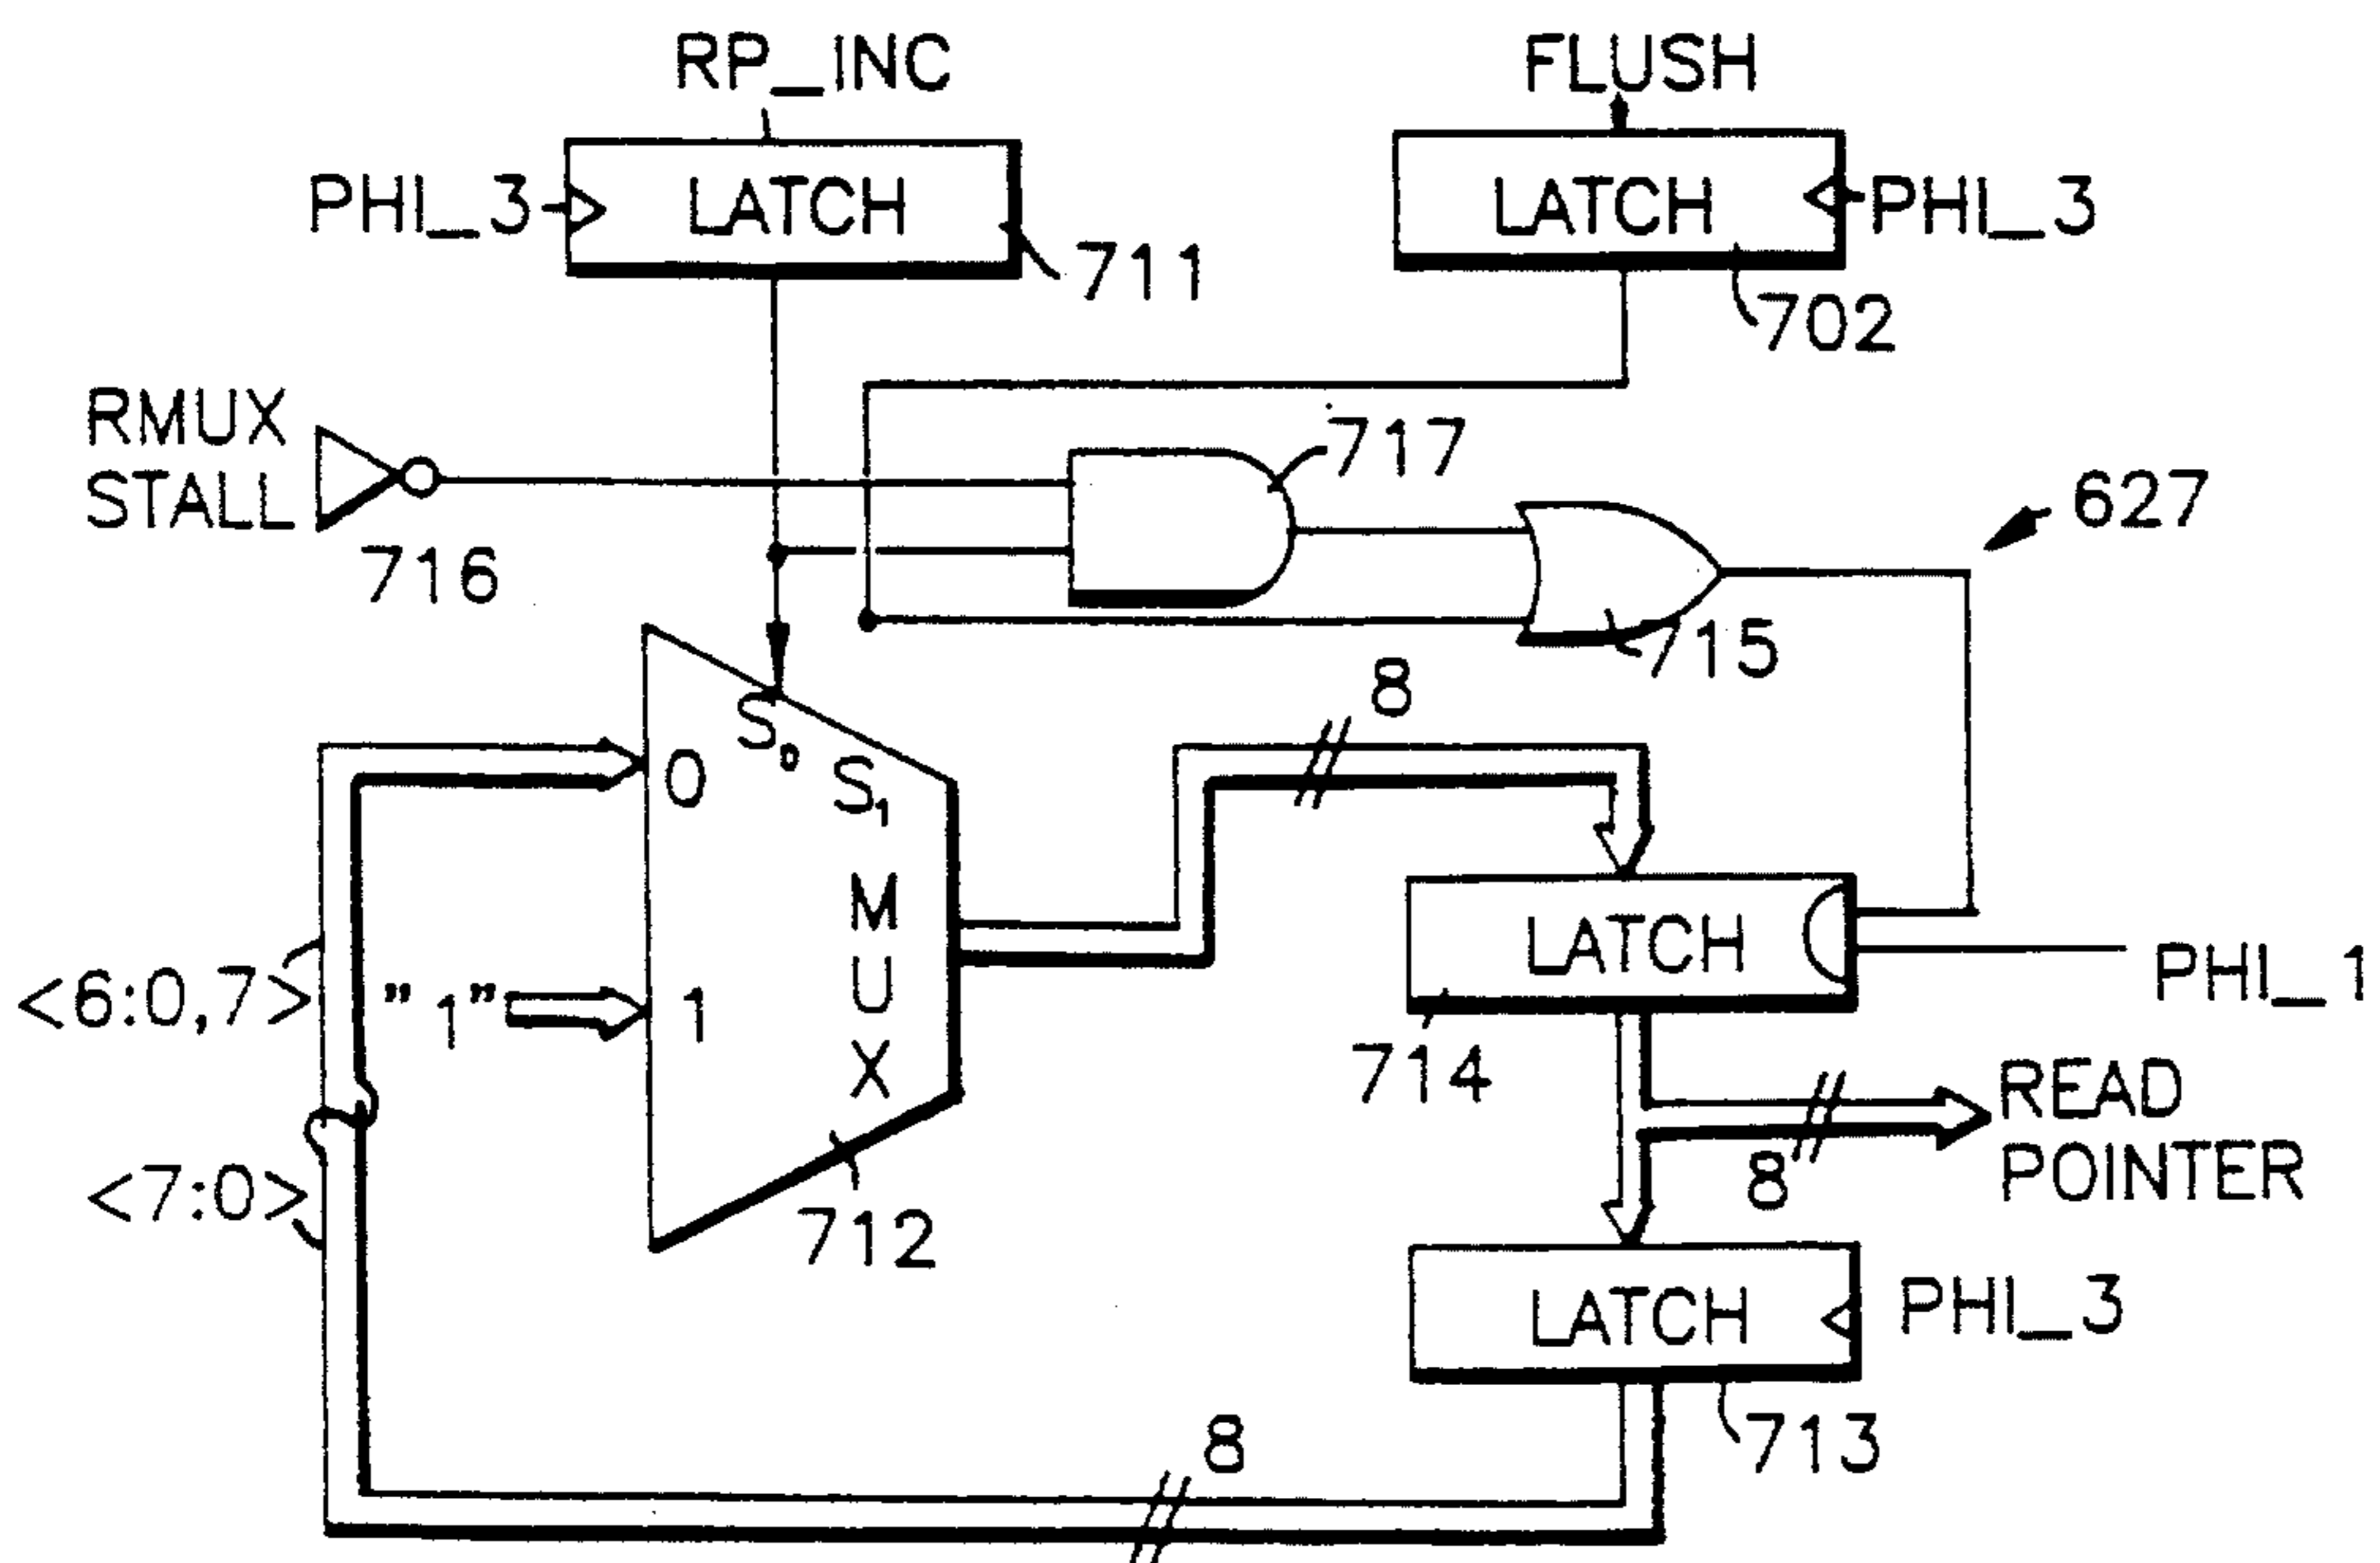 RP_INC
FLUSH
PHI_3
LATCH
LATCH
PHI_3
711
702
RMUX
STALL
716
717
627
715
8
S0
0
S1
MUX
<6:0,7>
"1"
1
LATCH
PHI_1
714
READ
POINTER
8
<7:0>
712
LATCH
PHI_3
713
8